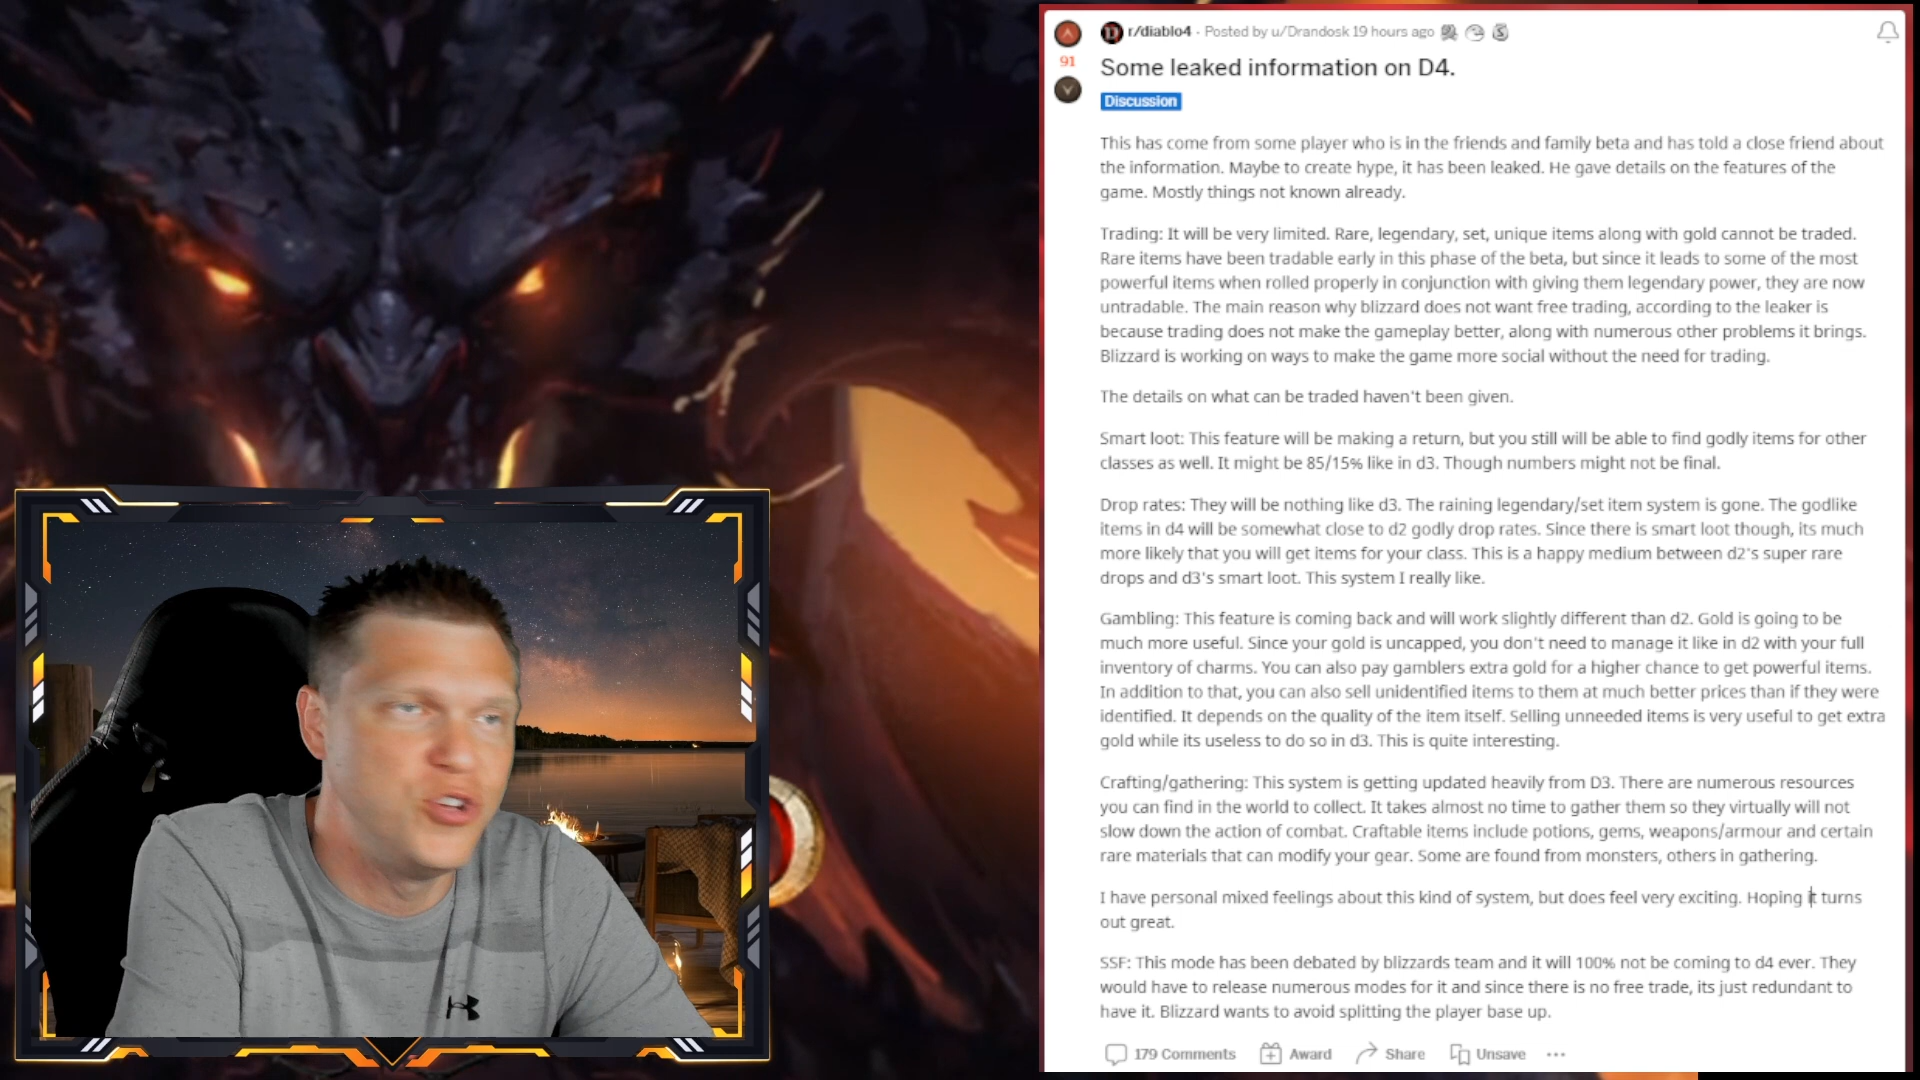 r/diablo4 · Posted by u/Drandosk 19 hours ago
91
Some leaked information on D4.
Discussion
This has come from some player who is in the friends and family beta and has told a close friend about
the information. Maybe to create hype, it has been leaked. He gave details on the features of the
game. Mostly things not known already.
Trading: It will be very limited. Rare, legendary, set, unique items along with gold cannot be traded.
Rare items have been tradable early in this phase of the beta, but since it leads to some of the most
powerful items when rolled properly in conjunction with giving them legendary power, they are now
untradable. The main reason why blizzard does not want free trading, according to the leaker is
because trading does not make the gameplay better, along with numerous other problems it brings.
Blizzard is working on ways to make the game more social without the need for trading.
The details on what can be traded haven't been given.
Smart loot: This feature will be making a return, but you still will be able to find godly items for other
classes as well. It might be 85/15% like in d3. Though numbers might not be final.
Drop rates: They will be nothing like d3. The raining legendary/set item system is gone. The godlike
items in d4 will be somewhat close to d2 godly drop rates. Since there is smart loot though, its much
more likely that you will get items for your class. This is a happy medium between d2's super rare
drops and d3's smart loot. This system I really like.
Gambling: This feature is coming back and will work slightly different than d2. Gold is going to be
much more useful. Since your gold is uncapped, you don't need to manage it like in d2 with your full
inventory of charms. You can also pay gamblers extra gold for a higher chance to get powerful items.
In addition to that, you can also sell unidentified items to them at much better prices than if they were
identified. It depends on the quality of the item itself. Selling unneeded items is very useful to get extra
gold while its useless to do so in d3. This is quite interesting.
Crafting/gathering: This system is getting updated heavily from D3. There are numerous resources
you can find in the world to collect. It takes almost no time to gather them so they virtually will not
slow down the action of combat. Craftable items include potions, gems, weapons/armour and certain
rare materials that can modify your gear. Some are found from monsters, others in gathering.
I have personal mixed feelings about this kind of system, but does feel very exciting. Hoping it turns
out great.
SSF: This mode has been debated by blizzards team and it will 100% not be coming to d4 ever. They
would have to release numerous modes for it and since there is no free trade, its just redundant to
have it. Blizzard wants to avoid splitting the player base up.
179 Comments Award Share Unsave ...